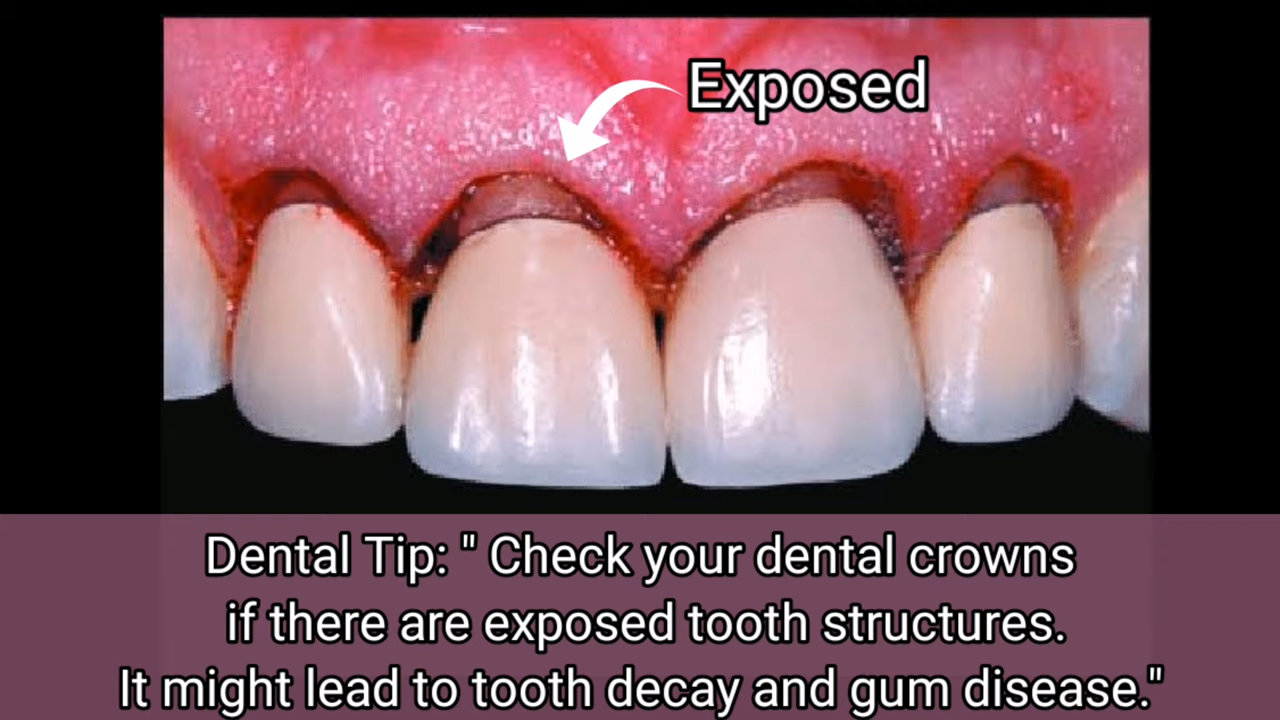 Exposed
Dental Tip: " Check your dental crowns
if there are exposed tooth structures.
It might lead to tooth decay and gum disease."